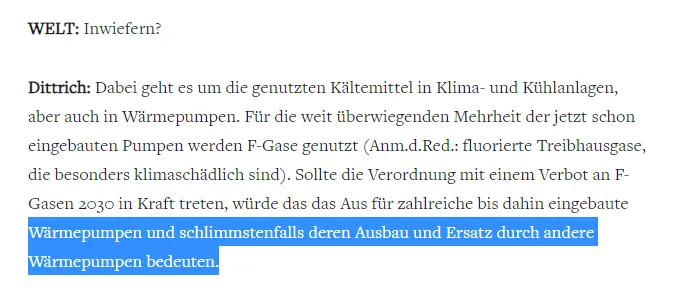 WELT: Inwiefern?
Dittrich: Dabei geht es um die genutzten Kältemittel in Klima- und Kühlanlagen,
aber auch in Wärmepumpen. Für die weit überwiegenden Mehrheit der jetzt schon
eingebauten Pumpen werden F-Gase genutzt (Anm.d.Red.: fluorierte Treibhausgase,
die besonders klimaschädlich sind). Sollte die Verordnung mit einem Verbot an F-
Gasen 2030 in Kraft treten, würde das das Aus für zahlreiche bis dahin eingebaute
Wärmepumpen und schlimmstenfalls deren Ausbau und Ersatz durch andere
Wärmepumpen bedeuten.